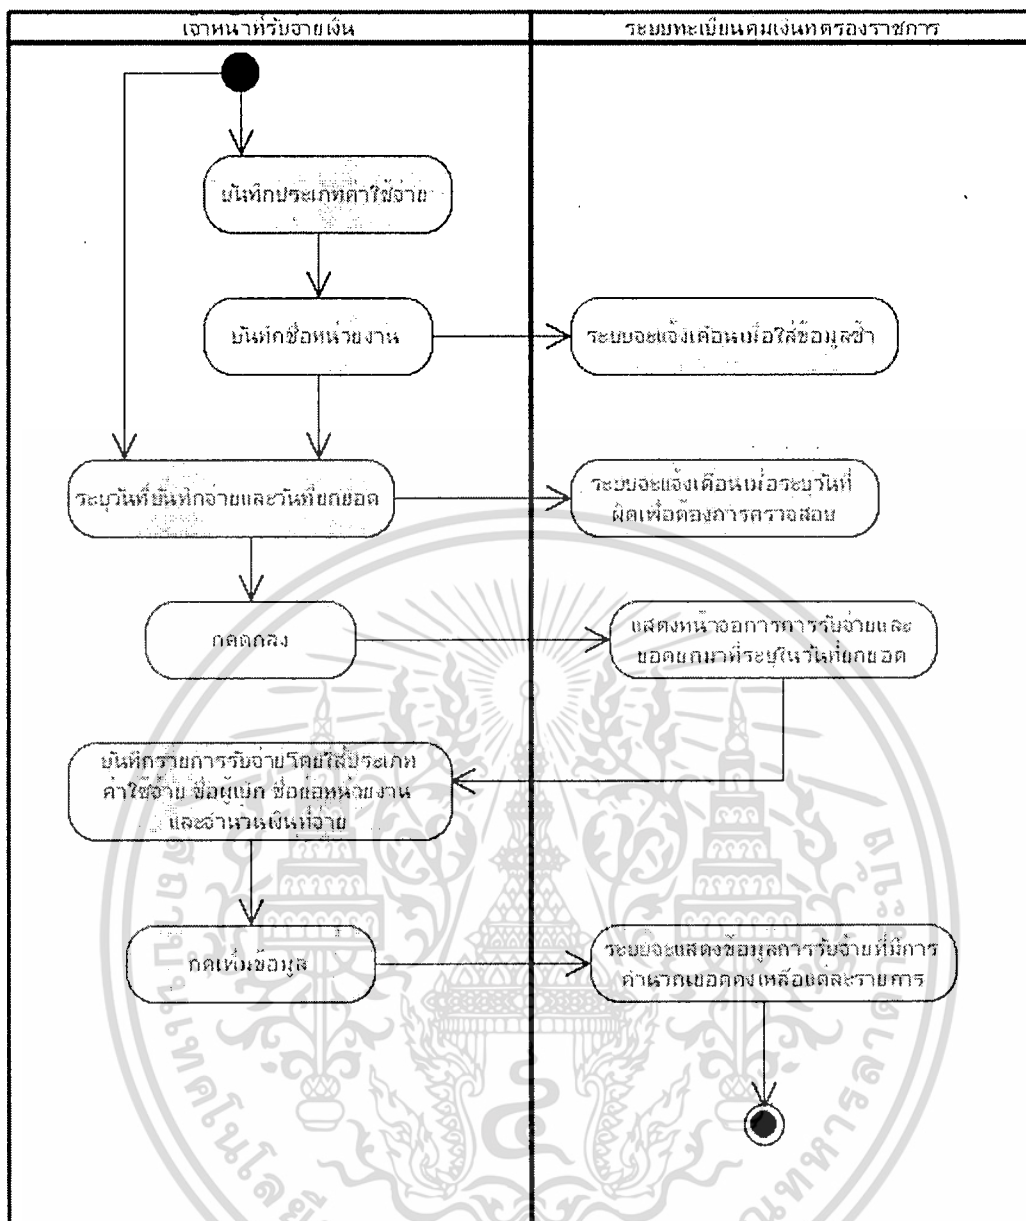 เจ้าหน้าที่รับจ่ายเงิน
ระบบทะเบียนคุมเงินทดรองราชการ
บันทึกประเภทค่าใช้จ่าย
บันทึกชื่อหน่วยงาน
ระบบจะแจ้งเตือนเมื่อใส่ข้อมูลซ้ำ
ระบุวันที่บันทึกจ่ายและวันที่ยกยอด
ระบบจะแจ้งเตือนเมื่อระบุวันที่
ผิดเพื่อต้องการตรวจสอบ
กดตกลง
แสดงหน้าจอการการรับจ่ายและ
ยอดยกมาที่ระบุในวันที่ยกยอด
บันทึกรายการรับจ่ายโดยใส่ประเภท
ค่าใช้จ่าย ชื่อผู้เบิก ชื่อย่อหน่วยงาน
และจำนวนเงินที่จ่าย
กดเพิ่มข้อมูล
ระบบจะแสดงข้อมูลการรับจ่ายที่มีการ
คำนวณยอดคงเหลือแต่ละรายการ